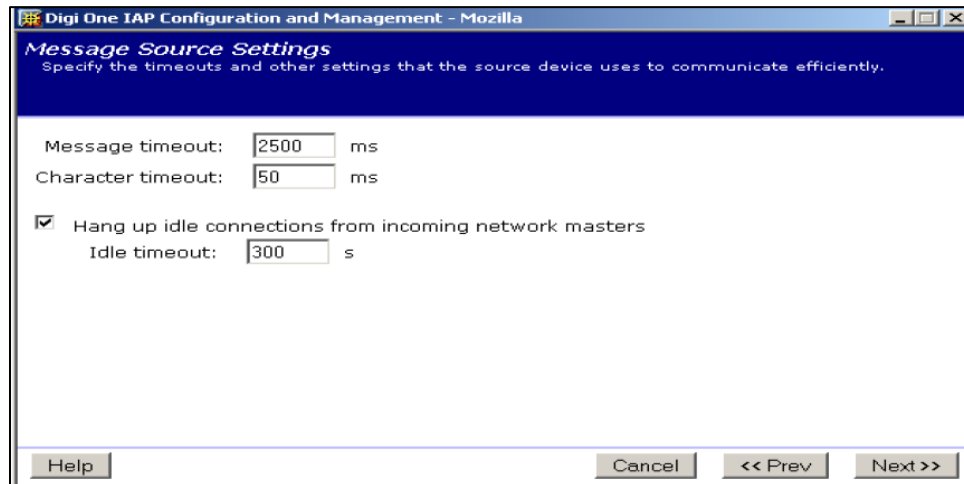 Digi One IAP Configuration and Management - Mozilla
Message Source Settings
Specify the timeouts and other settings that the source device uses to communicate efficiently.
Message timeout: 2500 ms
Character timeout: 50 ms
Hang up idle connections from incoming network masters
Idle timeout: 300 s
Help Cancel << Prev Next >>